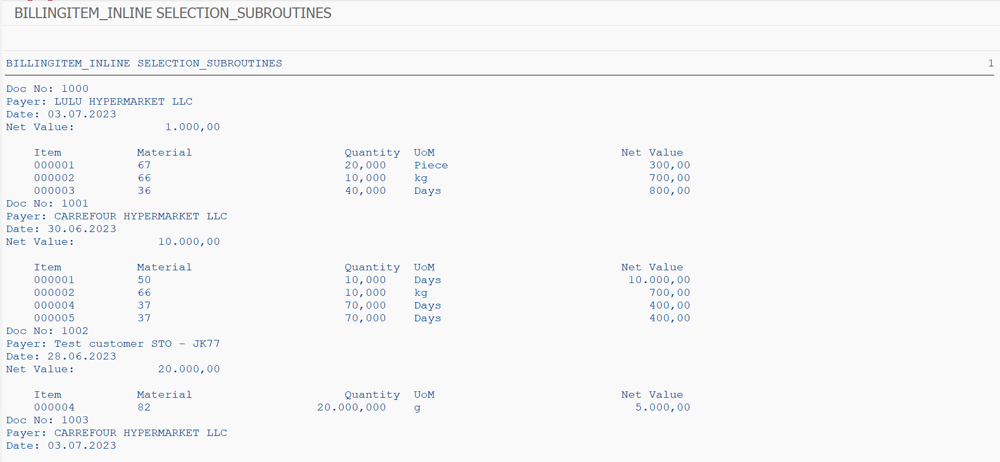 BILLINGITEM_INLINE SELECTION_SUBROUTINES
BILLINGITEM_INLINE SELECTION_SUBROUTINES 1
Doc No: 1000
Payer: LULU HYPERMARKET LLC
Date: 03.07.2023
Net Value: 1.000,00
Item Material Quantity UoM Net Value
000001 67 20,000 Piece 300,00
000002 66 10,000 kg 700,00
000003 36 40,000 Days 800,00
Doc No: 1001
Payer: CARREFOUR HYPERMARKET LLC
Date: 30.06.2023
Net Value: 10.000,00
Item Material Quantity UoM Net Value
000001 50 10,000 Days 10.000,00
000002 66 10,000 kg 700,00
000004 37 70,000 Days 400,00
000005 37 70,000 Days 400,00
Doc No: 1002
Payer: Test customer STO - JK77
Date: 28.06.2023
Net Value: 20.000,00
Item Material Quantity UoM Net Value
000004 82 20.000,000 g 5.000,00
Doc No: 1003
Payer: CARREFOUR HYPERMARKET LLC
Date: 03.07.2023